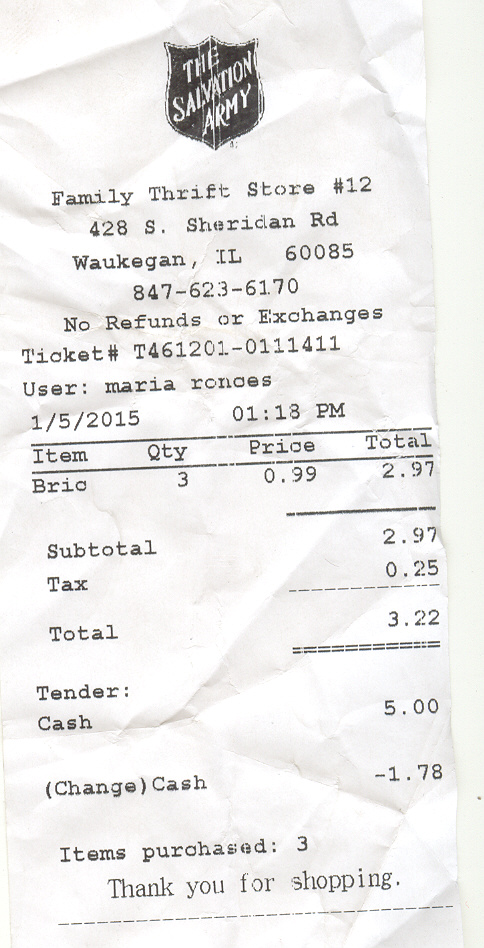 THE
SALVATION
ARMY
Family Thrift Store #12
428 S. Sheridan Rd
Waukegan, IL 60085
847-623-6170
No Refunds or Exchanges
Ticket# T461201-0111411
User: maria ronces
1/5/2015 01:18 PM
Item Qty Price Total
Bric 3 0.99 2.97
Subtotal 2.97
Tax 0.25
Total 3.22
Tender:
Cash 5.00
(Change)Cash -1.78
Items purchased: 3
Thank you for shopping.